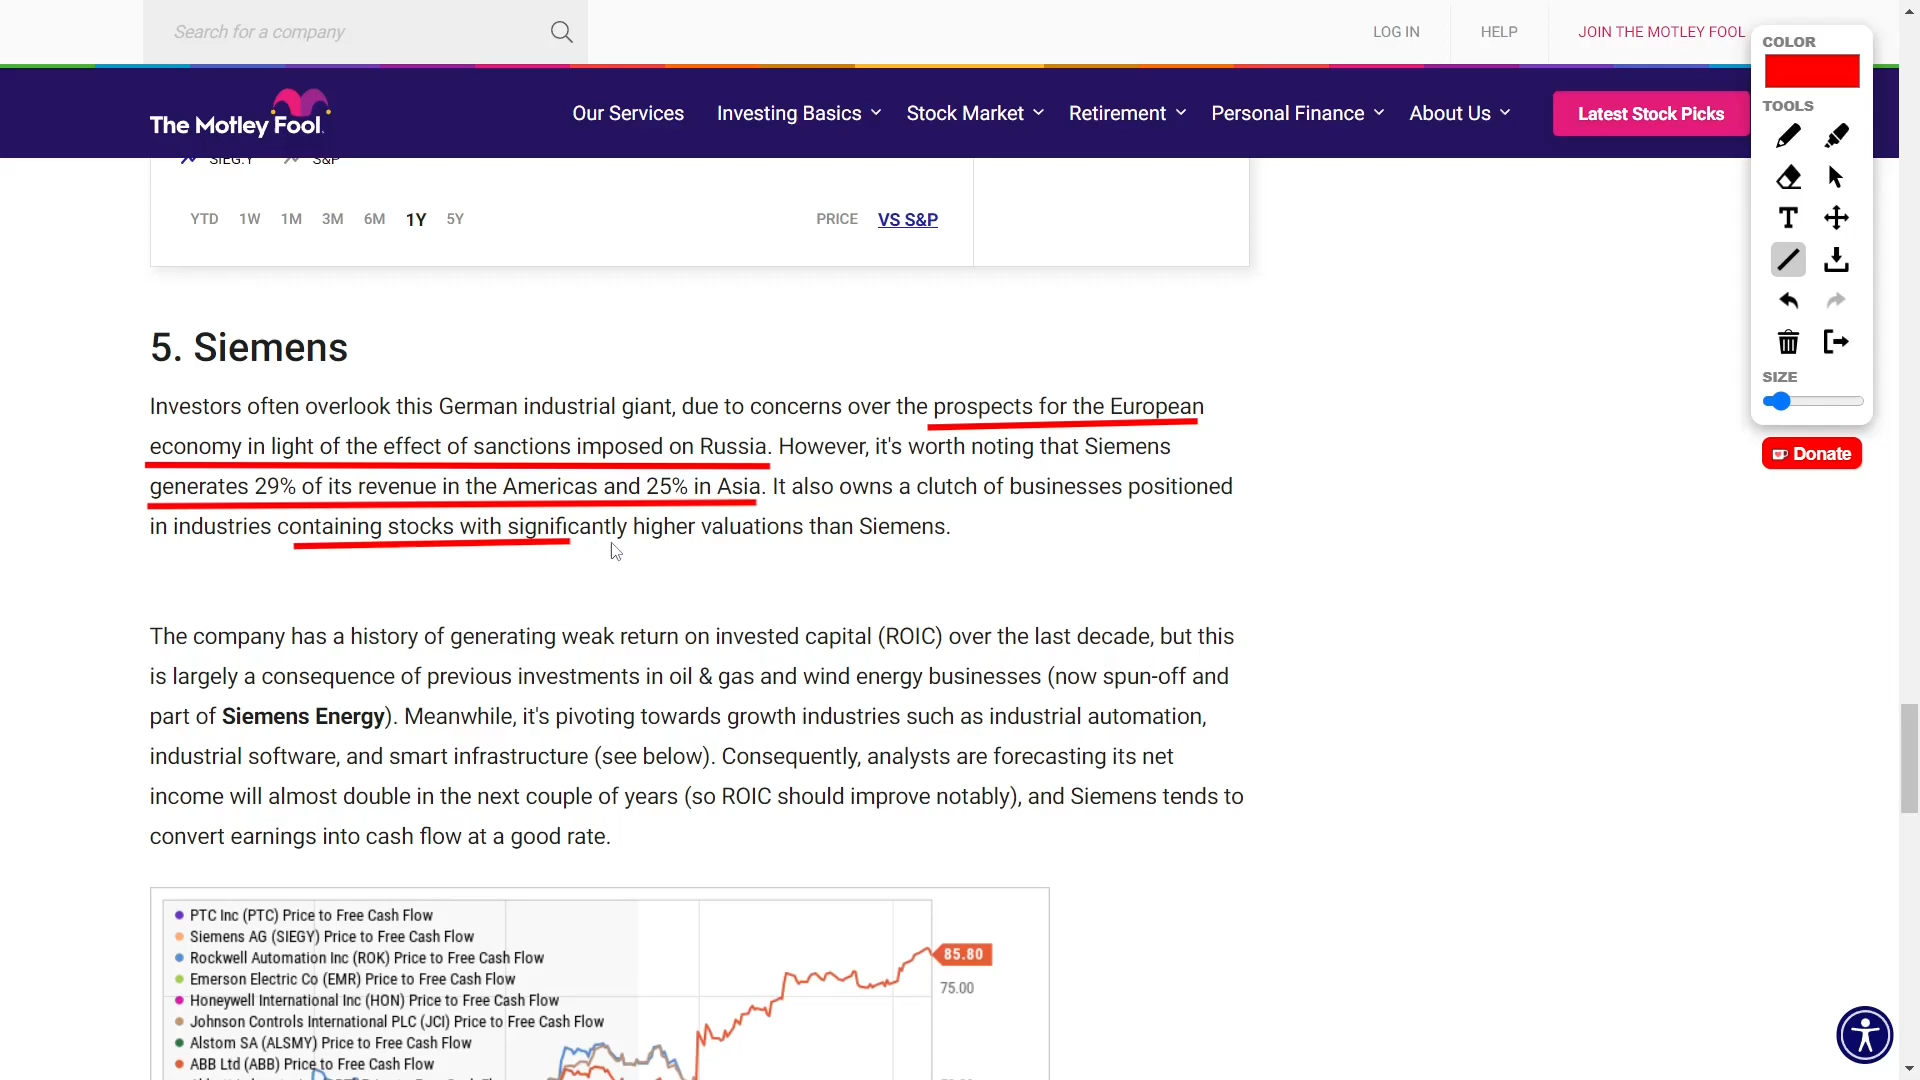 Search for a company
LOG IN
HELP
JOIN THE MOTLEY FOOL
COLOR
TOOLS
SIZE
Donate
The Motley Fool.
Our Services
Investing Basics
Stock Market
Retirement
Personal Finance
About Us
Latest Stock Picks
SIEG.Y
S&P
YTD 1W 1M 3M 6M 1Y 5Y
PRICE VS S&P
5. Siemens
Investors often overlook this German industrial giant, due to concerns over the prospects for the European
economy in light of the effect of sanctions imposed on Russia. However, it's worth noting that Siemens
generates 29% of its revenue in the Americas and 25% in Asia. It also owns a clutch of businesses positioned
in industries containing stocks with significantly higher valuations than Siemens.
The company has a history of generating weak return on invested capital (ROIC) over the last decade, but this
is largely a consequence of previous investments in oil & gas and wind energy businesses (now spun-off and
part of Siemens Energy). Meanwhile, it's pivoting towards growth industries such as industrial automation,
industrial software, and smart infrastructure (see below). Consequently, analysts are forecasting its net
income will almost double in the next couple of years (so ROIC should improve notably), and Siemens tends to
convert earnings into cash flow at a good rate.
PTC Inc (PTC) Price to Free Cash Flow
Siemens AG (SIEGY) Price to Free Cash Flow
Rockwell Automation Inc (ROK) Price to Free Cash Flow
Emerson Electric Co (EMR) Price to Free Cash Flow
Honeywell International Inc (HON) Price to Free Cash Flow
Johnson Controls International PLC (JCI) Price to Free Cash Flow
Alstom SA (ALSMY) Price to Free Cash Flow
ABB Ltd (ABB) Price to Free Cash Flow
85.80
75.00